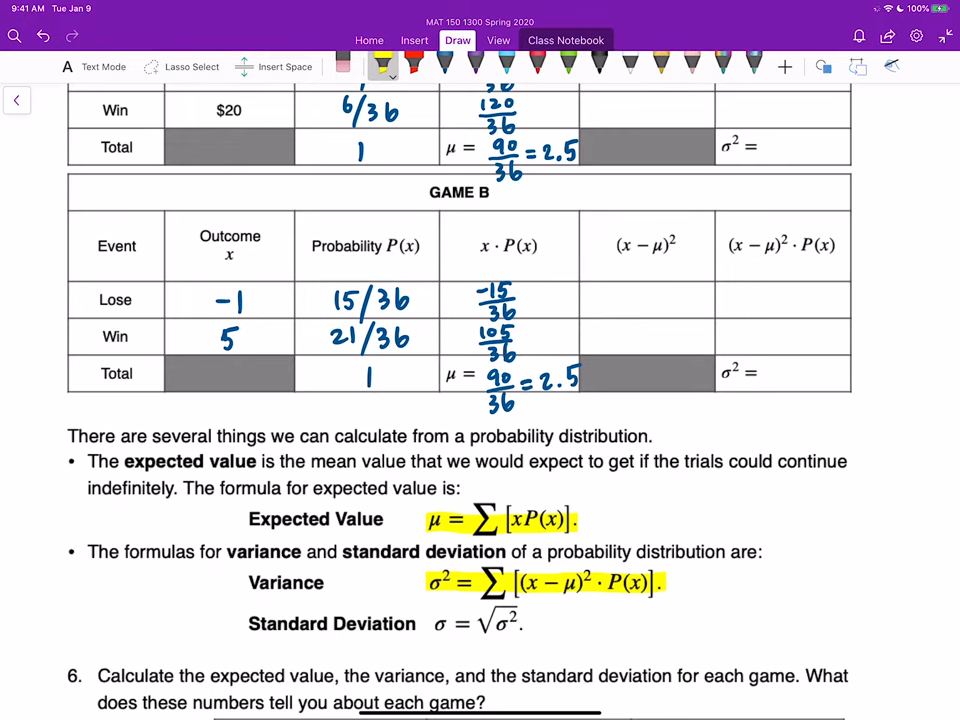 9:41 AM Tue Jan 9
100%
MAT 150 1300 Spring 2020
Home Insert Draw View Class Notebook
A Text Mode Lasso Select Insert Space
Win $20 6/36 120/36
Total 1 μ = 90/36 = 2.5 σ² =
GAME B
Event Outcome x Probability P(x) x · P(x) (x − μ)² (x − μ)² · P(x)
Lose −1 15/36 −15/36
Win 5 21/36 105/36
Total 1 μ = 90/36 = 2.5 σ² =
There are several things we can calculate from a probability distribution.
• The expected value is the mean value that we would expect to get if the trials could continue
indefinitely. The formula for expected value is:
Expected Value μ = ∑ [xP(x)].
• The formulas for variance and standard deviation of a probability distribution are:
Variance σ² = ∑ [(x − μ)² · P(x)].
Standard Deviation σ = √σ².
6. Calculate the expected value, the variance, and the standard deviation for each game. What
does these numbers tell you about each game?